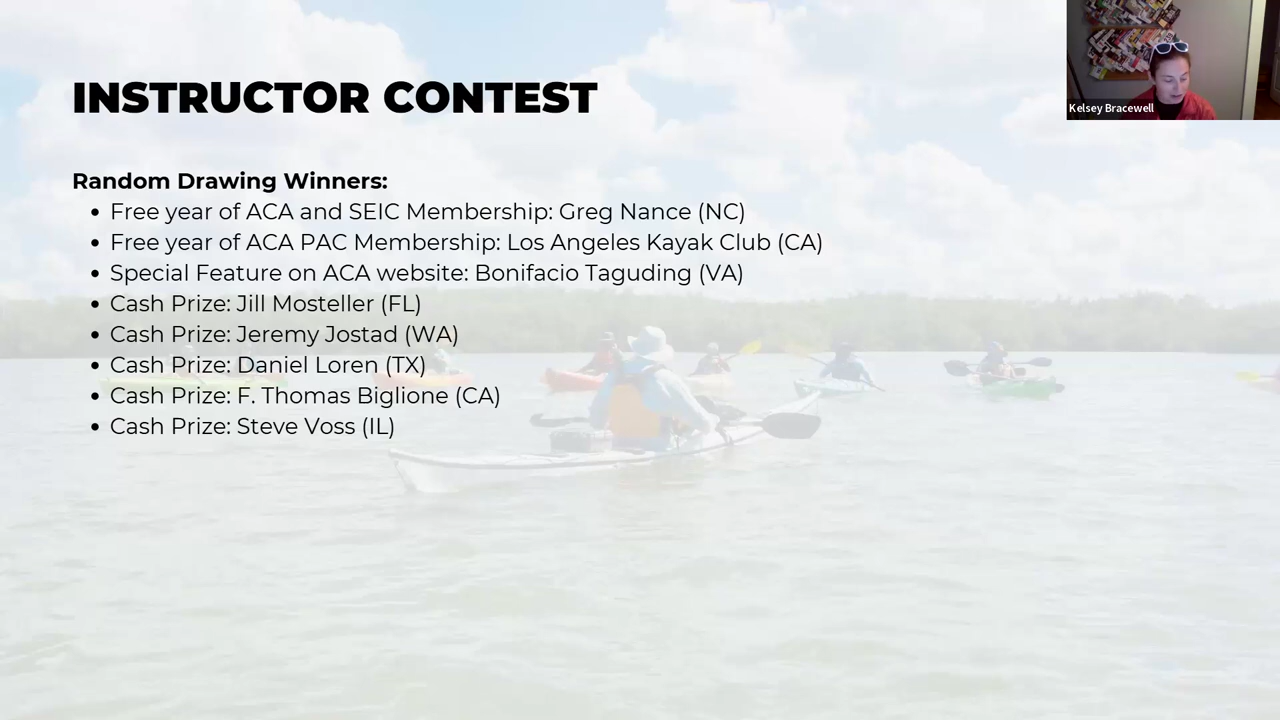 INSTRUCTOR CONTEST
Kelsey Bracewell
Random Drawing Winners:
• Free year of ACA and SEIC Membership: Greg Nance (NC)
• Free year of ACA PAC Membership: Los Angeles Kayak Club (CA)
• Special Feature on ACA website: Bonifacio Taguding (VA)
• Cash Prize: Jill Mosteller (FL)
• Cash Prize: Jeremy Jostad (WA)
• Cash Prize: Daniel Loren (TX)
• Cash Prize: F. Thomas Biglione (CA)
• Cash Prize: Steve Voss (IL)